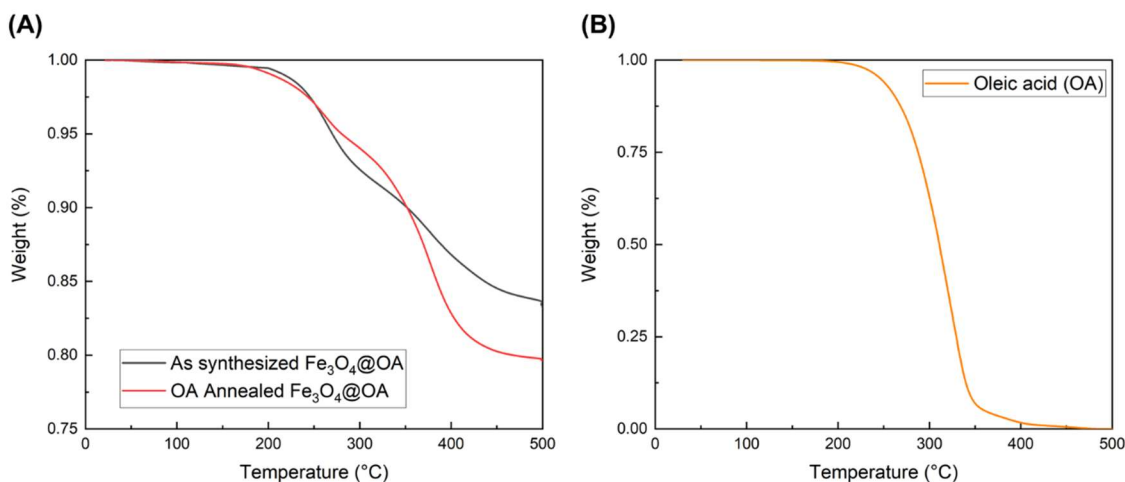 (A)
1.00
0.95
0.90
0.85
0.80
0.75
Weight (%)
As synthesized Fe₃O₄@OA
OA Annealed Fe₃O₄@OA
0 100 200 300 400 500
Temperature (°C)
(B)
1.00
0.75
0.50
0.25
0.00
Weight (%)
Oleic acid (OA)
0 100 200 300 400 500
Temperature (°C)